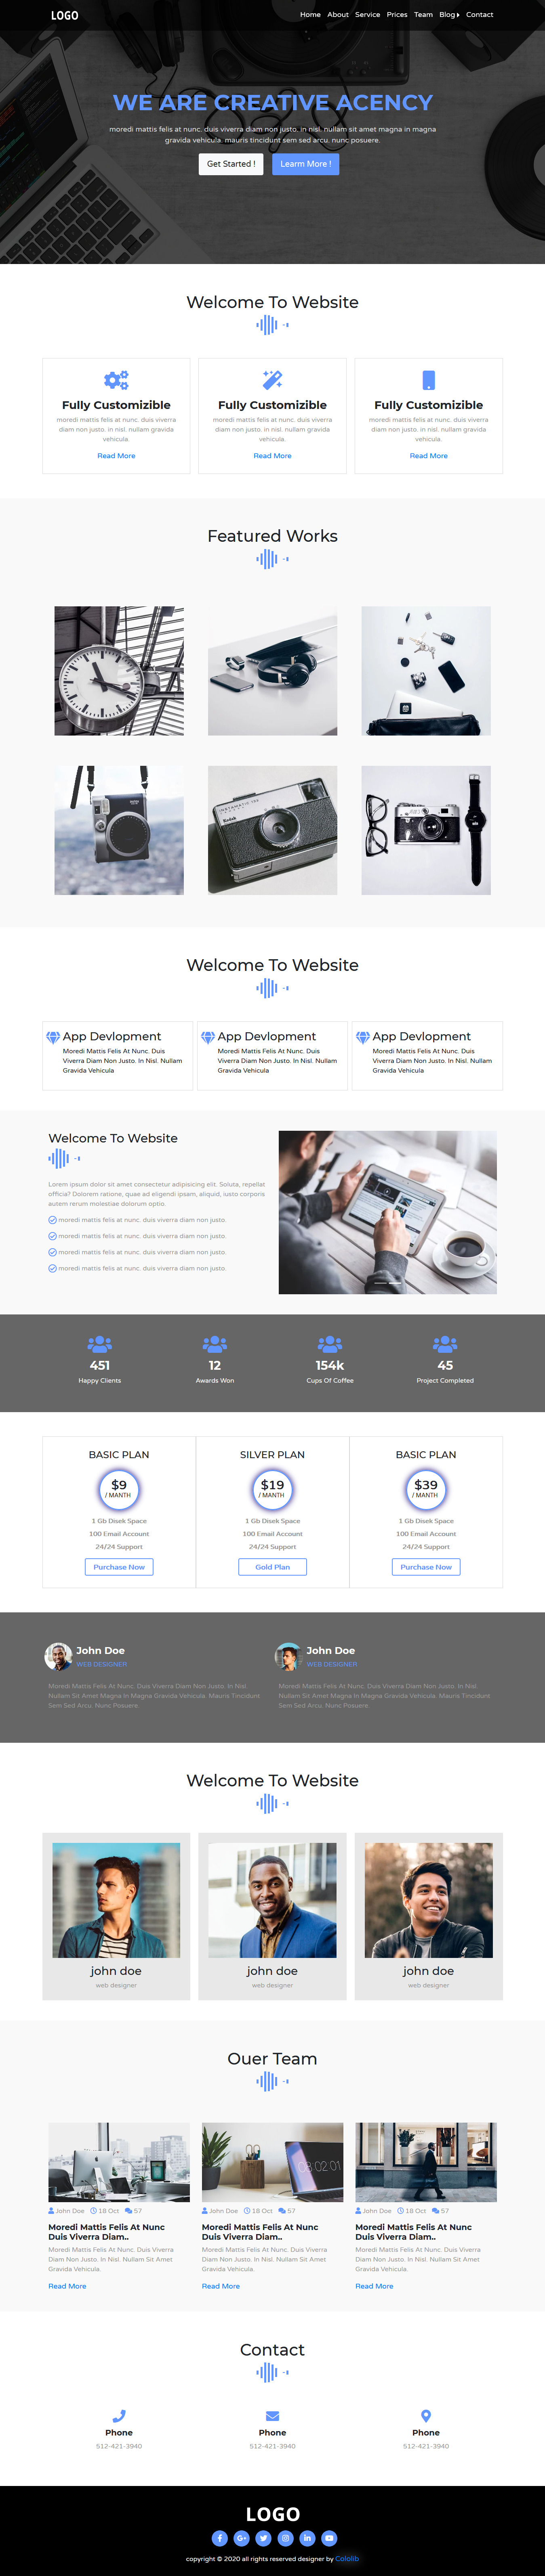 LOGO
Home About Service Prices Team Blog Contact
WE ARE CREATIVE ACENCY
moredi mattis felis at nunc. duis viverra diam non justo. in nisl. nullam sit amet magna in magna
gravida vehicula. mauris tincidunt sem sed arcu. nunc posuere.
Get Started ! Learm More !
Welcome To Website
Fully Customizible
moredi mattis felis at nunc. duis viverra
diam non justo. in nisl. nullam gravida
vehicula.
Read More
Fully Customizible
moredi mattis felis at nunc. duis viverra
diam non justo. in nisl. nullam gravida
vehicula.
Read More
Fully Customizible
moredi mattis felis at nunc. duis viverra
diam non justo. in nisl. nullam gravida
vehicula.
Read More
Featured Works
INSTAMATIC
Kodak
Welcome To Website
App Devlopment
Moredi Mattis Felis At Nunc. Duis
Viverra Diam Non Justo. In Nisl. Nullam
Gravida Vehicula
App Devlopment
Moredi Mattis Felis At Nunc. Duis
Viverra Diam Non Justo. In Nisl. Nullam
Gravida Vehicula
App Devlopment
Moredi Mattis Felis At Nunc. Duis
Viverra Diam Non Justo. In Nisl. Nullam
Gravida Vehicula
Welcome To Website
Lorem ipsum dolor sit amet consectetur adipisicing elit. Soluta, repellat
officia? Dolorem ratione, quae ad eligendi ipsam, aliquid, iusto corporis
autem rerum molestiae dolorum optio.
moredi mattis felis at nunc. duis viverra diam non justo.
moredi mattis felis at nunc. duis viverra diam non justo.
moredi mattis felis at nunc. duis viverra diam non justo.
moredi mattis felis at nunc. duis viverra diam non justo.
451
Happy Clients
12
Awards Won
154k
Cups Of Coffee
45
Project Completed
BASIC PLAN
$9
/ MANTH
1 Gb Disek Space
100 Email Account
24/24 Support
Purchase Now
SILVER PLAN
$19
/ MANTH
1 Gb Disek Space
100 Email Account
24/24 Support
Gold Plan
BASIC PLAN
$39
/ MANTH
1 Gb Disek Space
100 Email Account
24/24 Support
Purchase Now
John Doe
WEB DESIGNER
Moredi Mattis Felis At Nunc. Duis Viverra Diam Non Justo. In Nisl.
Nullam Sit Amet Magna In Magna Gravida Vehicula. Mauris Tincidunt
Sem Sed Arcu. Nunc Posuere.
John Doe
WEB DESIGNER
Moredi Mattis Felis At Nunc. Duis Viverra Diam Non Justo. In Nisl.
Nullam Sit Amet Magna In Magna Gravida Vehicula. Mauris Tincidunt
Sem Sed Arcu. Nunc Posuere.
Welcome To Website
john doe
web designer
john doe
web designer
john doe
web designer
Ouer Team
John Doe 18 Oct 57
Moredi Mattis Felis At Nunc
Duis Viverra Diam..
Moredi Mattis Felis At Nunc. Duis Viverra
Diam Non Justo. In Nisl. Nullam Sit Amet
Gravida Vehicula.
Read More
John Doe 18 Oct 57
Moredi Mattis Felis At Nunc
Duis Viverra Diam..
Moredi Mattis Felis At Nunc. Duis Viverra
Diam Non Justo. In Nisl. Nullam Sit Amet
Gravida Vehicula.
Read More
John Doe 18 Oct 57
Moredi Mattis Felis At Nunc
Duis Viverra Diam..
Moredi Mattis Felis At Nunc. Duis Viverra
Diam Non Justo. In Nisl. Nullam Sit Amet
Gravida Vehicula.
Read More
Contact
Phone
512-421-3940
Phone
512-421-3940
Phone
512-421-3940
LOGO
copyright © 2020 all rights reserved designer by Cololib